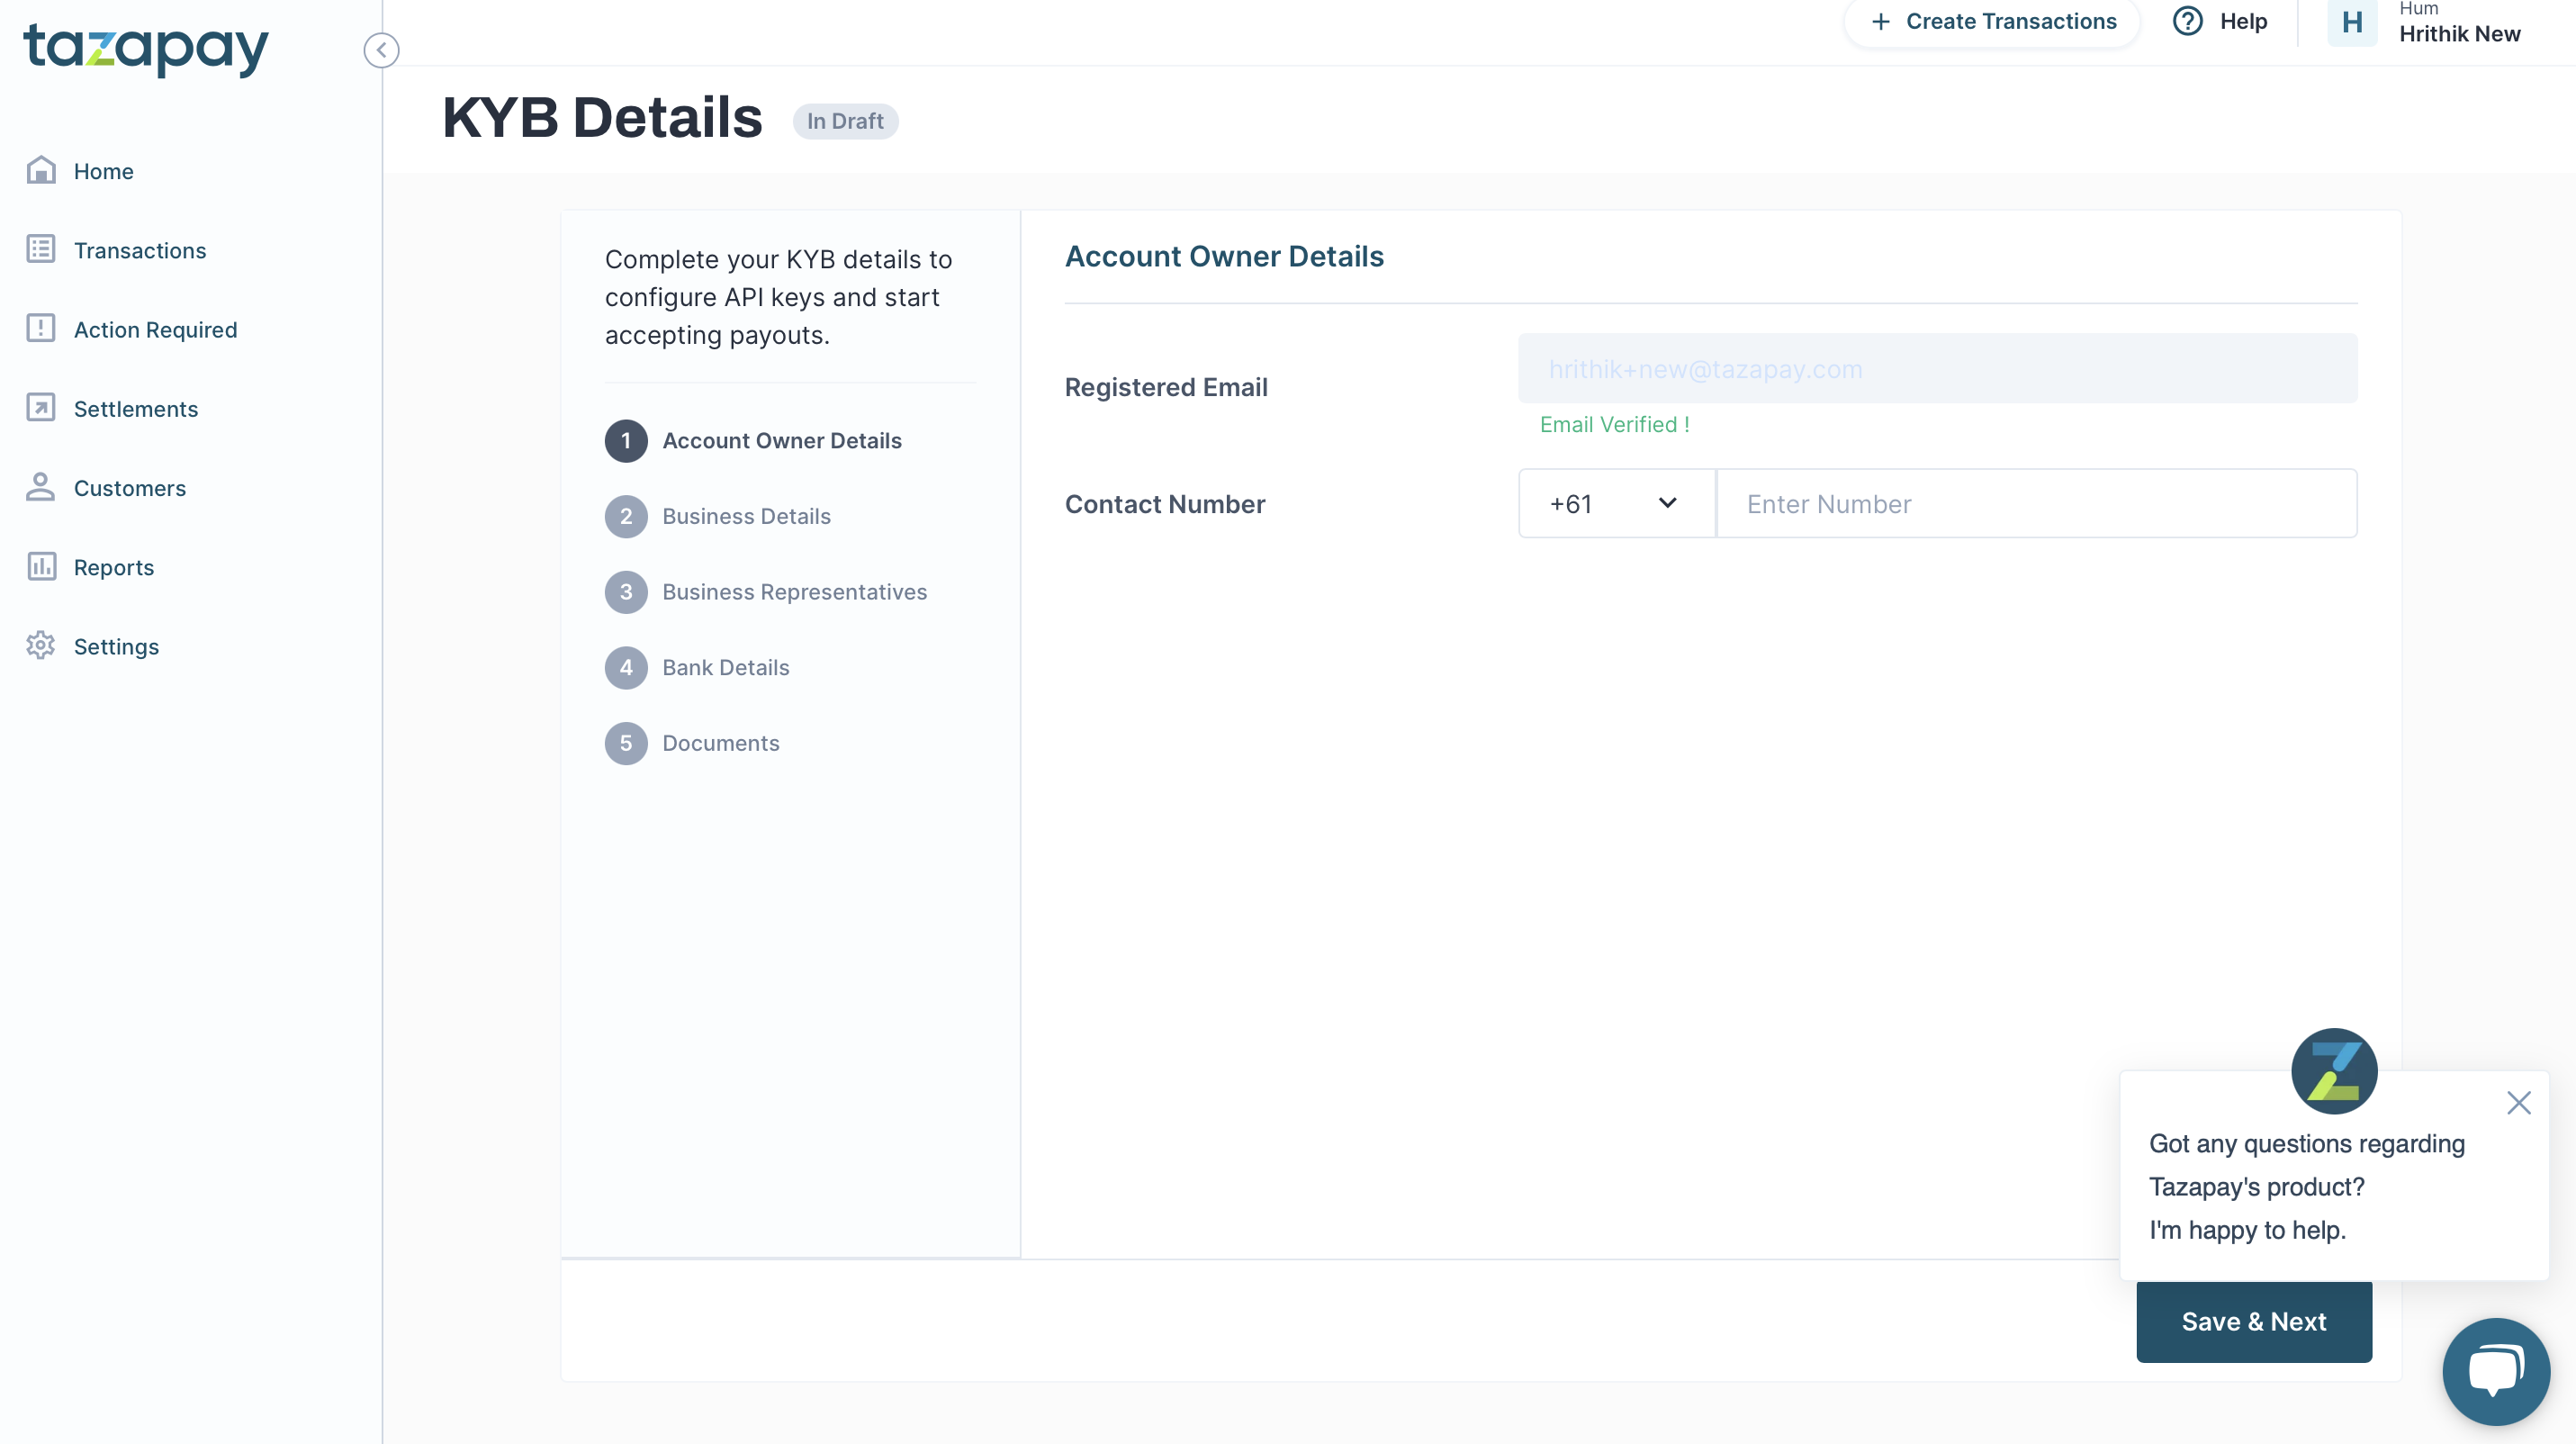 tazapay
Create Transactions
Help
H
Hum
Hrithik New
KYB Details
In Draft
Home
Transactions
Action Required
Settlements
Customers
Reports
Settings
Complete your KYB details to
configure API keys and start
accepting payouts.
1 Account Owner Details
2 Business Details
3 Business Representatives
4 Bank Details
5 Documents
Account Owner Details
Registered Email
hrithik+new@tazapay.com
Email Verified !
Contact Number
+61
Enter Number
Got any questions regarding
Tazapay's product?
I'm happy to help.
Save & Next